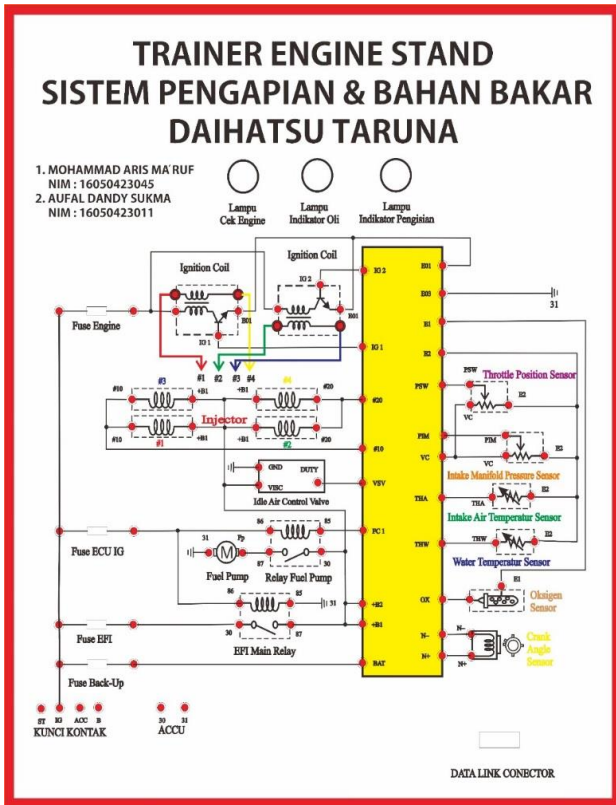 TRAINER ENGINE STAND
SISTEM PENGAPIAN & BAHAN BAKAR
DAIHATSU TARUNA
1. MOHAMMAD ARIS MA'RUF
NIM : 16050423045
2. AUFAL DANDY SUKMA
NIM : 16050423011
Lampu
Cek Engine
Lampu
Indikator Oli
Lampu
Indikator Pengisian
Ignition Coil
Ignition Coil
IG 2
E01
E01
E01
IG 1
IG 1
E03
31
E1
E2
Fuse Engine
#1
#2
#3
#4
#10
#3
+B1
+B1
#4
#20
Injector
#10
#1
+B1
+B1
#2
#20
#20
#10
PSW
PSW
Throttle Position Sensor
E2
VC
PIM
PIM
E2
VC
VC
Intake Manifold Pressure Sensor
GND
DUTY
VISC
VSV
Idle Air Control Valve
THA
THA
E2
Intake Air Temperatur Sensor
Fuse ECU IG
86
85
FC 1
31
Fp
M
87
30
Fuel Pump
Relay Fuel Pump
THW
THW
E2
Water Temperatur Sensor
86
85
31
+B2
OX
E1
Oksigen
Sensor
Fuse EFI
30
87
+B1
EFI Main Relay
N-
N-
N+
N+
Crank
Angle
Sensor
BAT
Fuse Back-Up
ST
IG
ACC
B
KUNCI KONTAK
30
31
ACCU
DATA LINK CONECTOR